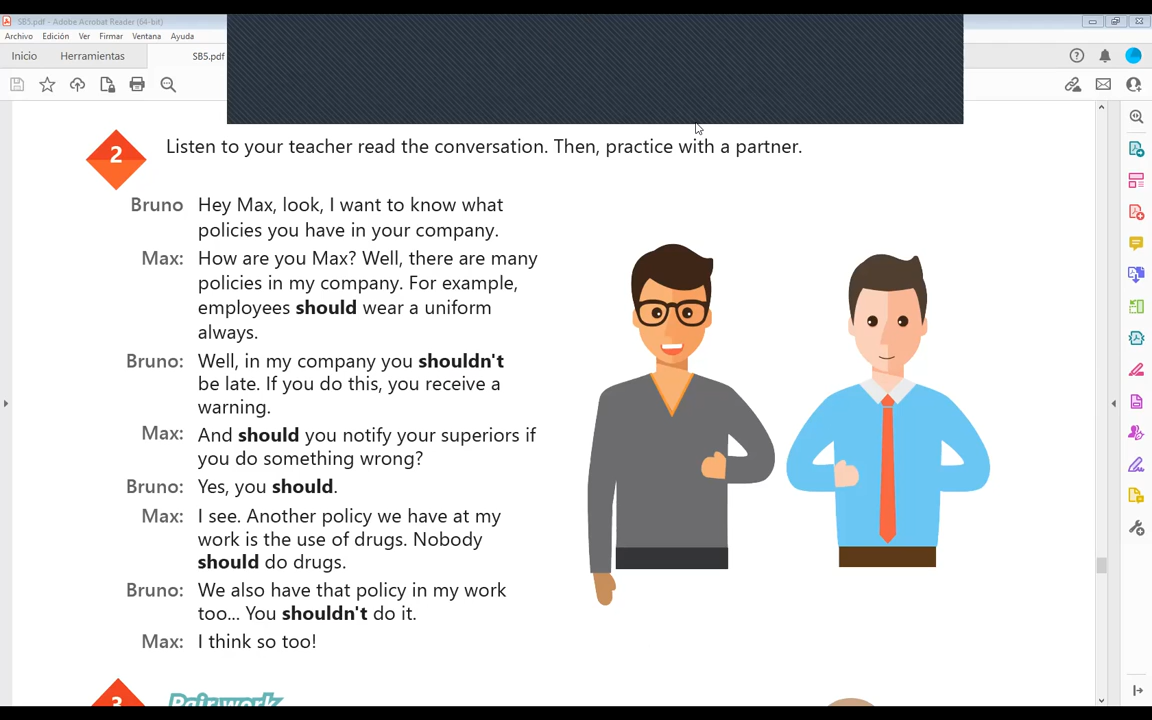 SB5.pdf - Adobe Acrobat Reader (64-bit)
Archivo Edición Ver Firmar Ventana Ayuda
Inicio Herramientas SB5.pdf
2
Listen to your teacher read the conversation. Then, practice with a partner.
Bruno Hey Max, look, I want to know what
policies you have in your company.
Max: How are you Max? Well, there are many
policies in my company. For example,
employees should wear a uniform
always.
Bruno: Well, in my company you shouldn't
be late. If you do this, you receive a
warning.
Max: And should you notify your superiors if
you do something wrong?
Bruno: Yes, you should.
Max: I see. Another policy we have at my
work is the use of drugs. Nobody
should do drugs.
Bruno: We also have that policy in my work
too... You shouldn't do it.
Max: I think so too!
3
Pair work